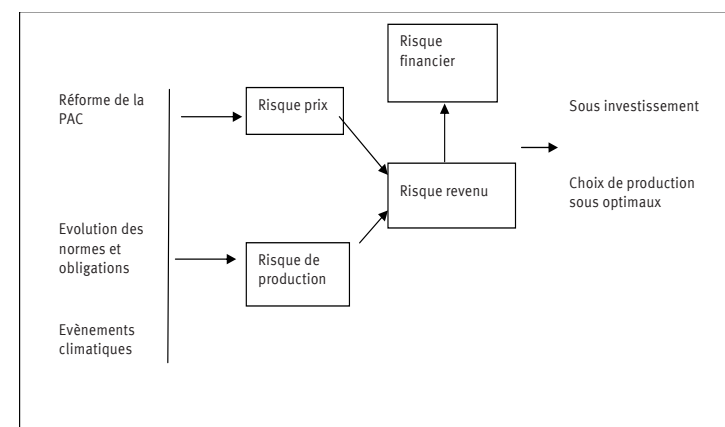 Réforme de la
PAC
Evolution des
normes et
obligations
Evènements
climatiques
Risque prix
Risque de
production
Risque
financier
Risque revenu
Sous investissement
Choix de production
sous optimaux